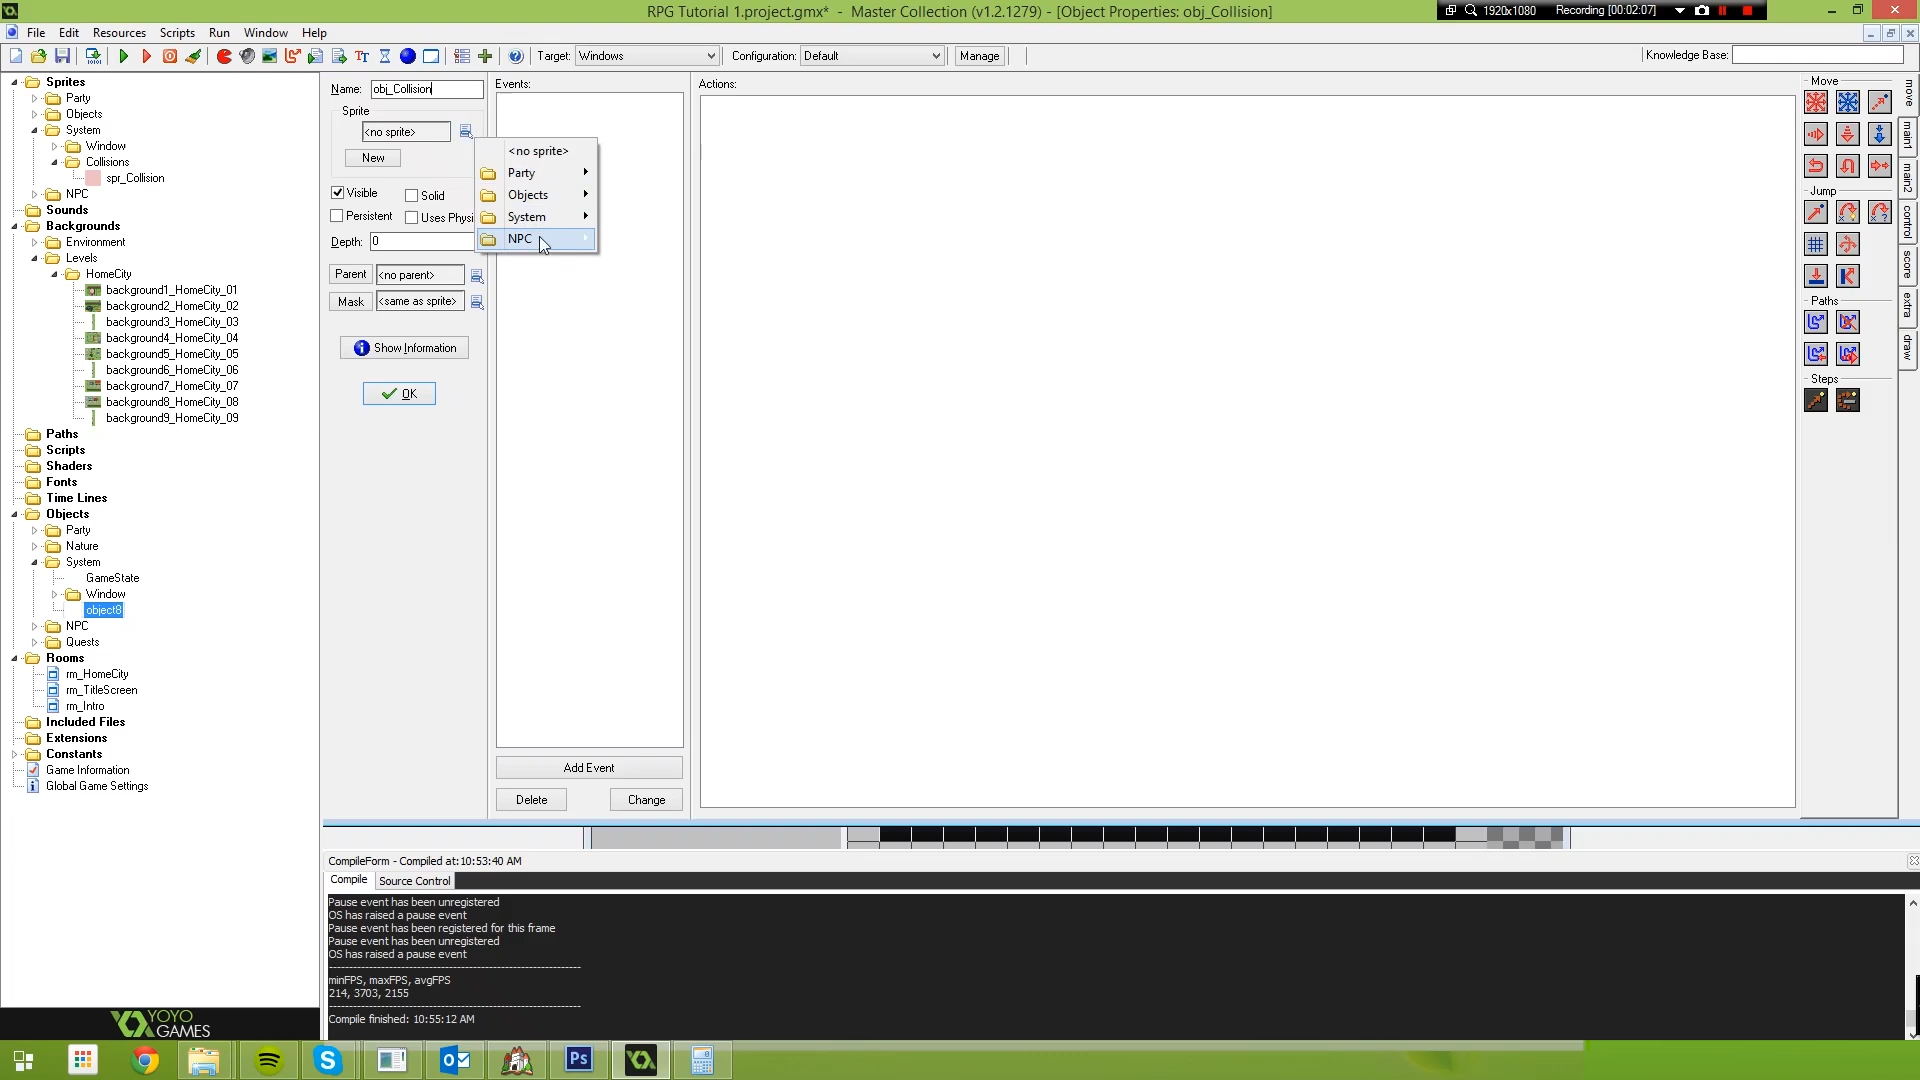 RPG Tutorial 1.project.gmx* - Master Collection (v1.2.1279) - [Object Properties: obj_Collision]
1920x1080 Recording [00:02:07]
File Edit Resources Scripts Run Window Help
Target: Windows Configuration: Default Manage Knowledge Base:
Sprites
Party
Objects
System
Window
Collisions
spr_Collision
NPC
Sounds
Backgrounds
Environment
Levels
HomeCity
background1_HomeCity_01
background2_HomeCity_02
background3_HomeCity_03
background4_HomeCity_04
background5_HomeCity_05
background6_HomeCity_06
background7_HomeCity_07
background8_HomeCity_08
background9_HomeCity_09
Paths
Scripts
Shaders
Fonts
Time Lines
Objects
Party
Nature
System
GameState
Window
object8
NPC
Quests
Rooms
rm_HomeCity
rm_TitleScreen
rm_Intro
Included Files
Extensions
Constants
Game Information
Global Game Settings
YOYO
GAMES
Name: obj_Collision
Sprite
<no sprite>
New
Visible Solid
Persistent Uses Physi
Depth: 0
Parent <no parent>
Mask <same as sprite>
Show Information
OK
<no sprite>
Party
Objects
System
NPC
Events:
Add Event
Delete Change
Actions:
Move
Jump
Paths
Steps
move
main1
main2
control
score
extra
draw
CompileForm - Compiled at:10:53:40 AM
Compile Source Control
Pause event has been unregistered
OS has raised a pause event
Pause event has been registered for this frame
Pause event has been unregistered
OS has raised a pause event
minFPS, maxFPS, avgFPS
214, 3703, 2155
Compile finished: 10:55:12 AM
Ps